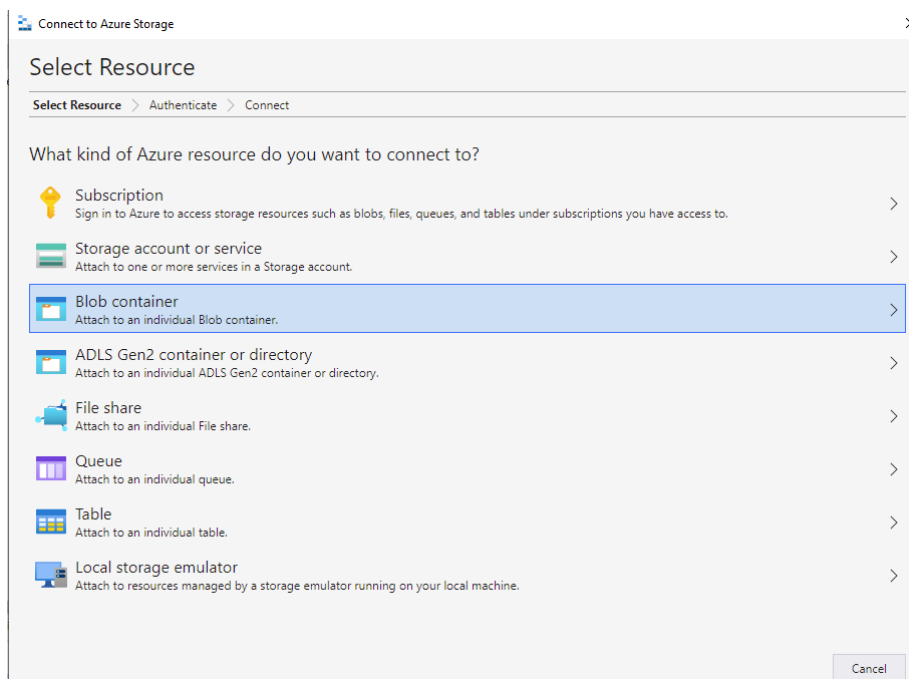 Connect to Azure Storage
Select Resource
Select Resource > Authenticate > Connect
What kind of Azure resource do you want to connect to?
Subscription
Sign in to Azure to access storage resources such as blobs, files, queues, and tables under subscriptions you have access to.
Storage account or service
Attach to one or more services in a Storage account.
Blob container
Attach to an individual Blob container.
ADLS Gen2 container or directory
Attach to an individual ADLS Gen2 container or directory.
File share
Attach to an individual File share.
Queue
Attach to an individual queue.
Table
Attach to an individual table.
Local storage emulator
Attach to resources managed by a storage emulator running on your local machine.
Cancel